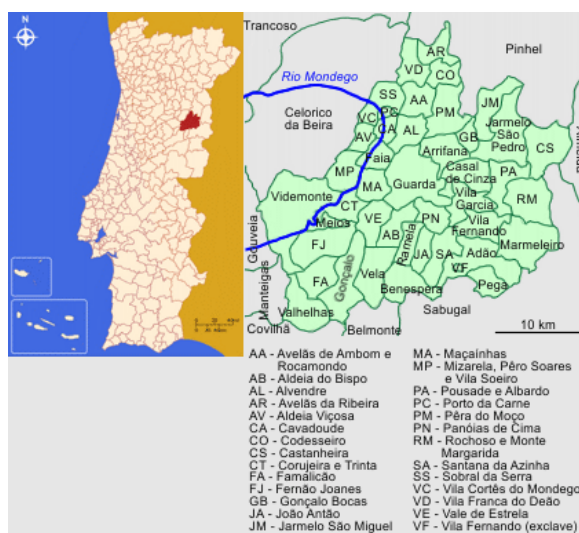 N
Trancoso
Pinhel
Rio Mondego
Celorico
da Beira
AR
VD
CO
SS
AA
PC
VC
PM
JM
CA
AL
AV
GB
Jarmelo
São
Pedro
CS
Faia
Arrifana
MP
Casal
de Cinza
PA
MA
Guarda
Videmonte
CT
Vila
Garcia
RM
Meios
VE
PN
Vila
Fernando
FJ
AB
Rameia
Marmeleiro
Gouveia
JA
SA
Adão
VF
FA
Gonçalo
Vela
Pega
Manteigas
Benespera
Valhelhas
Sabugal
Covilhã
Belmonte
10 km
AA - Avelãs de Ambom e
Rocamondo
AB - Aldeia do Bispo
AL - Alvendre
AR - Avelãs da Ribeira
AV - Aldeia Viçosa
CA - Cavadoude
CO - Codesseiro
CS - Castanheira
CT - Corujeira e Trinta
FA - Famalicão
FJ - Fernão Joanes
GB - Gonçalo Bocas
JA - João Antão
JM - Jarmelo São Miguel
MA - Maçaínhas
MP - Mizarela, Pêro Soares
e Vila Soeiro
PA - Pousade e Albardo
PC - Porto da Carne
PM - Pêra do Moço
PN - Panóias de Cima
RM - Rochoso e Monte
Margarida
SA - Santana da Azinha
SS - Sobral da Serra
VC - Vila Cortês do Mondego
VD - Vila Franca do Deão
VE - Vale de Estrela
VF - Vila Fernando (exclave)